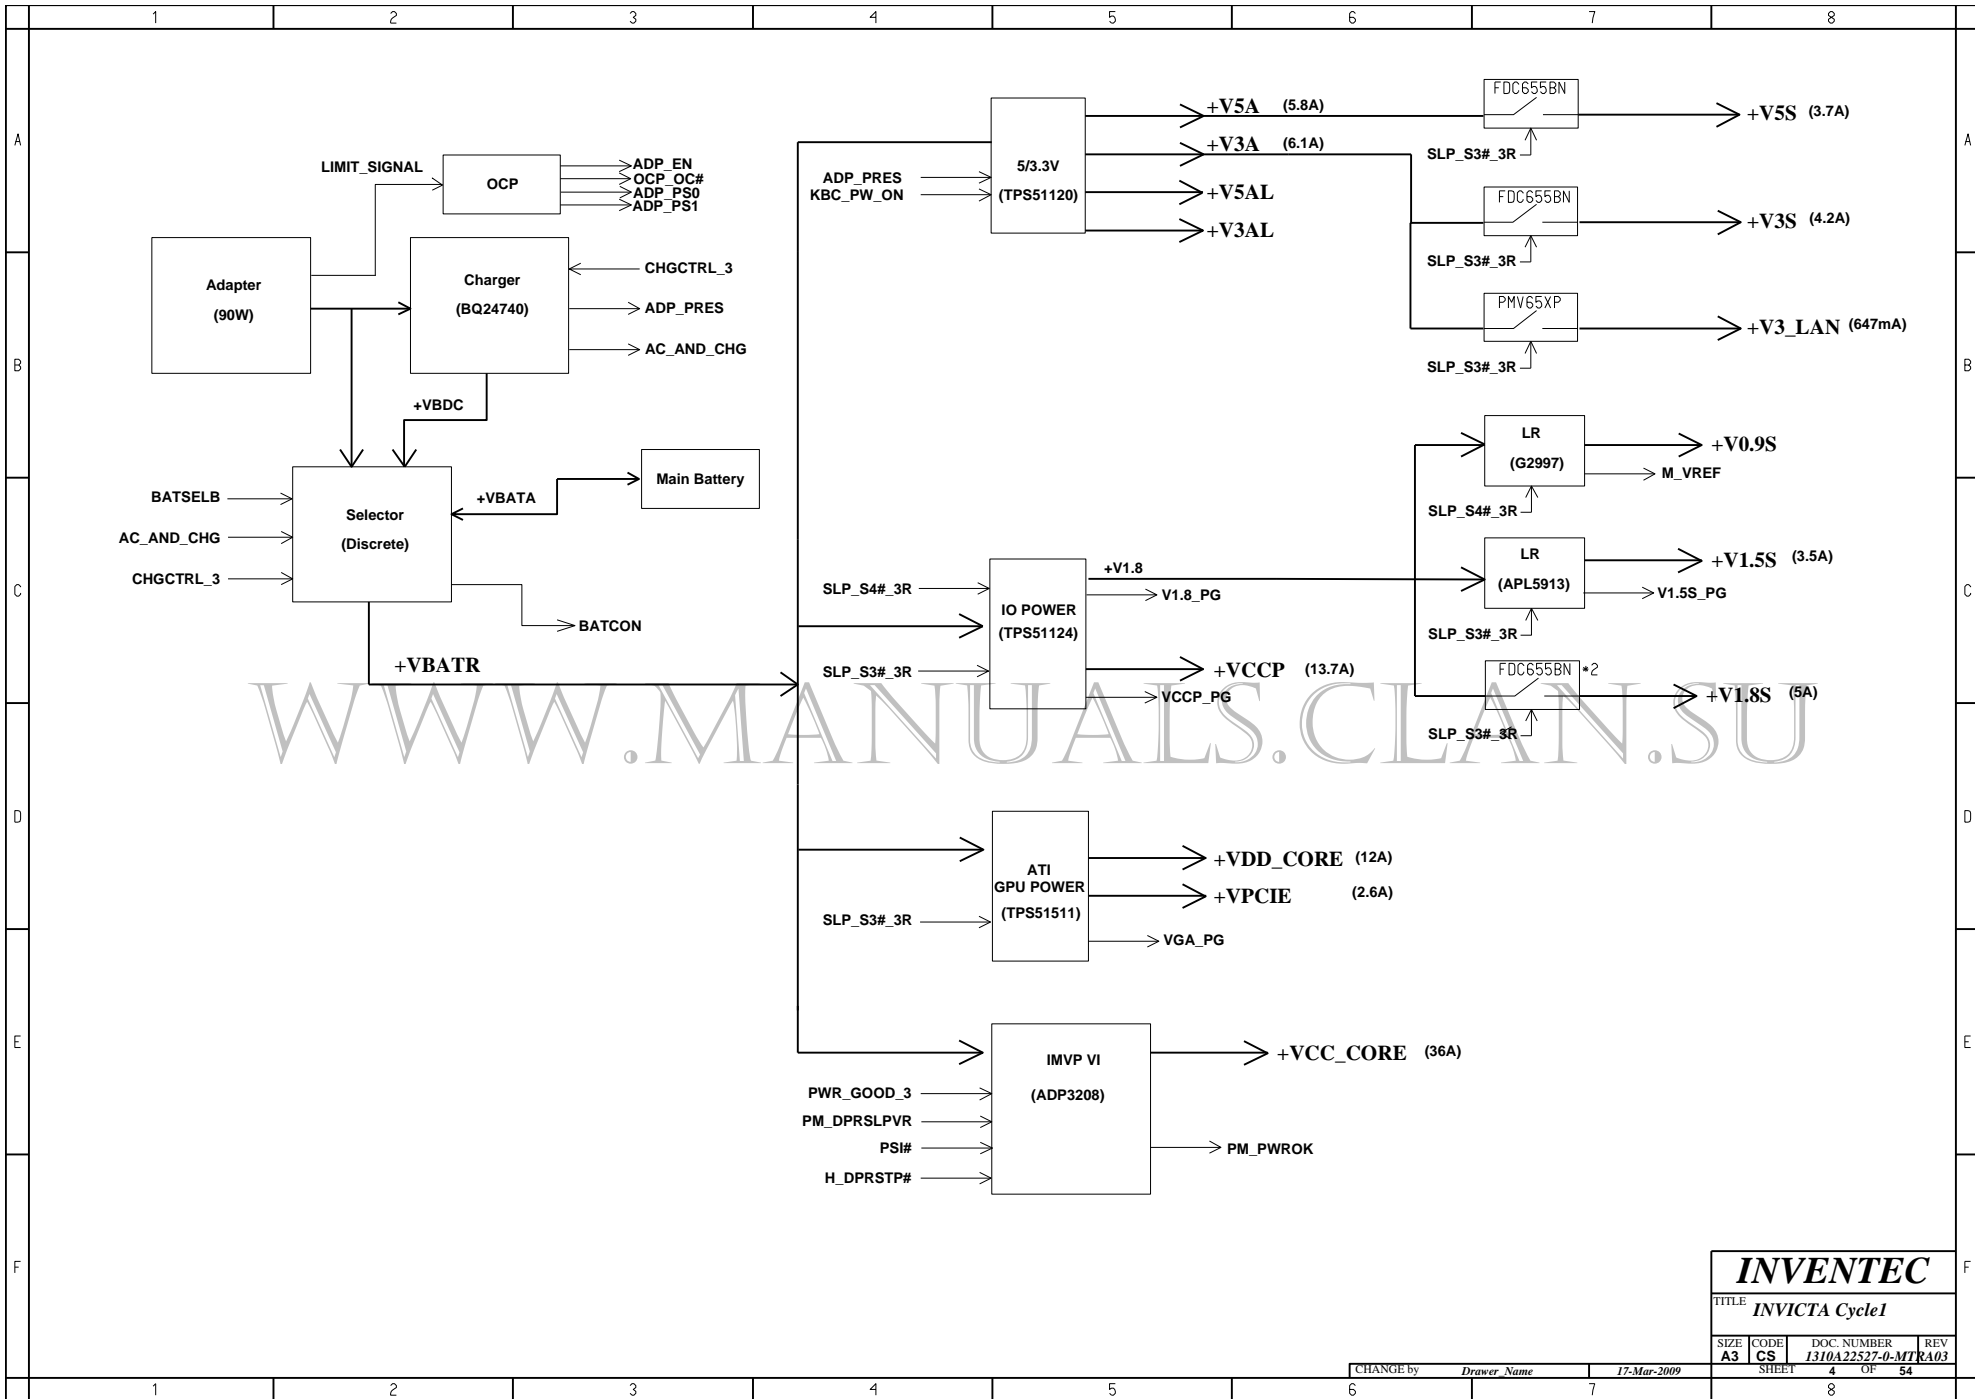 1 2 3 4 5 6 7 8
A
B
C
D
E
F
A
B
C
D
E
F
LIMIT_SIGNAL
OCP
ADP_EN
OCP_OC#
ADP_PS0
ADP_PS1
Adapter
(90W)
Charger
(BQ24740)
CHGCTRL_3
ADP_PRES
AC_AND_CHG
+VBDC
BATSELB
AC_AND_CHG
CHGCTRL_3
Selector
(Discrete)
+VBATA
Main Battery
BATCON
+VBATR
ADP_PRES
KBC_PW_ON
5/3.3V
(TPS51120)
+V5A (5.8A)
+V3A (6.1A)
+V5AL
+V3AL
FDC655BN
SLP_S3#_3R
+V5S (3.7A)
FDC655BN
SLP_S3#_3R
+V3S (4.2A)
PMV65XP
SLP_S3#_3R
+V3_LAN (647mA)
LR
(G2997)
SLP_S4#_3R
+V0.9S
M_VREF
SLP_S4#_3R
SLP_S3#_3R
IO POWER
(TPS51124)
+V1.8
V1.8_PG
+VCCP (13.7A)
VCCP_PG
LR
(APL5913)
SLP_S3#_3R
+V1.5S (3.5A)
V1.5S_PG
FDC655BN *2
SLP_S3#_3R
+V1.8S (5A)
WWW.MANUALS.CLAN.SU
SLP_S3#_3R
ATI
GPU POWER
(TPS51511)
+VDD_CORE (12A)
+VPCIE (2.6A)
VGA_PG
PWR_GOOD_3
PM_DPRSLPVR
PSI#
H_DPRSTP#
IMVP VI
(ADP3208)
+VCC_CORE (36A)
PM_PWROK
INVENTEC
TITLE INVICTA Cycle1
SIZE CODE DOC. NUMBER REV
A3 CS 1310A22527-0-MTR A03
CHANGE by Drawer_Name 17-Mar-2009 SHEET 4 OF 54
1 2 3 4 5 6 7 8